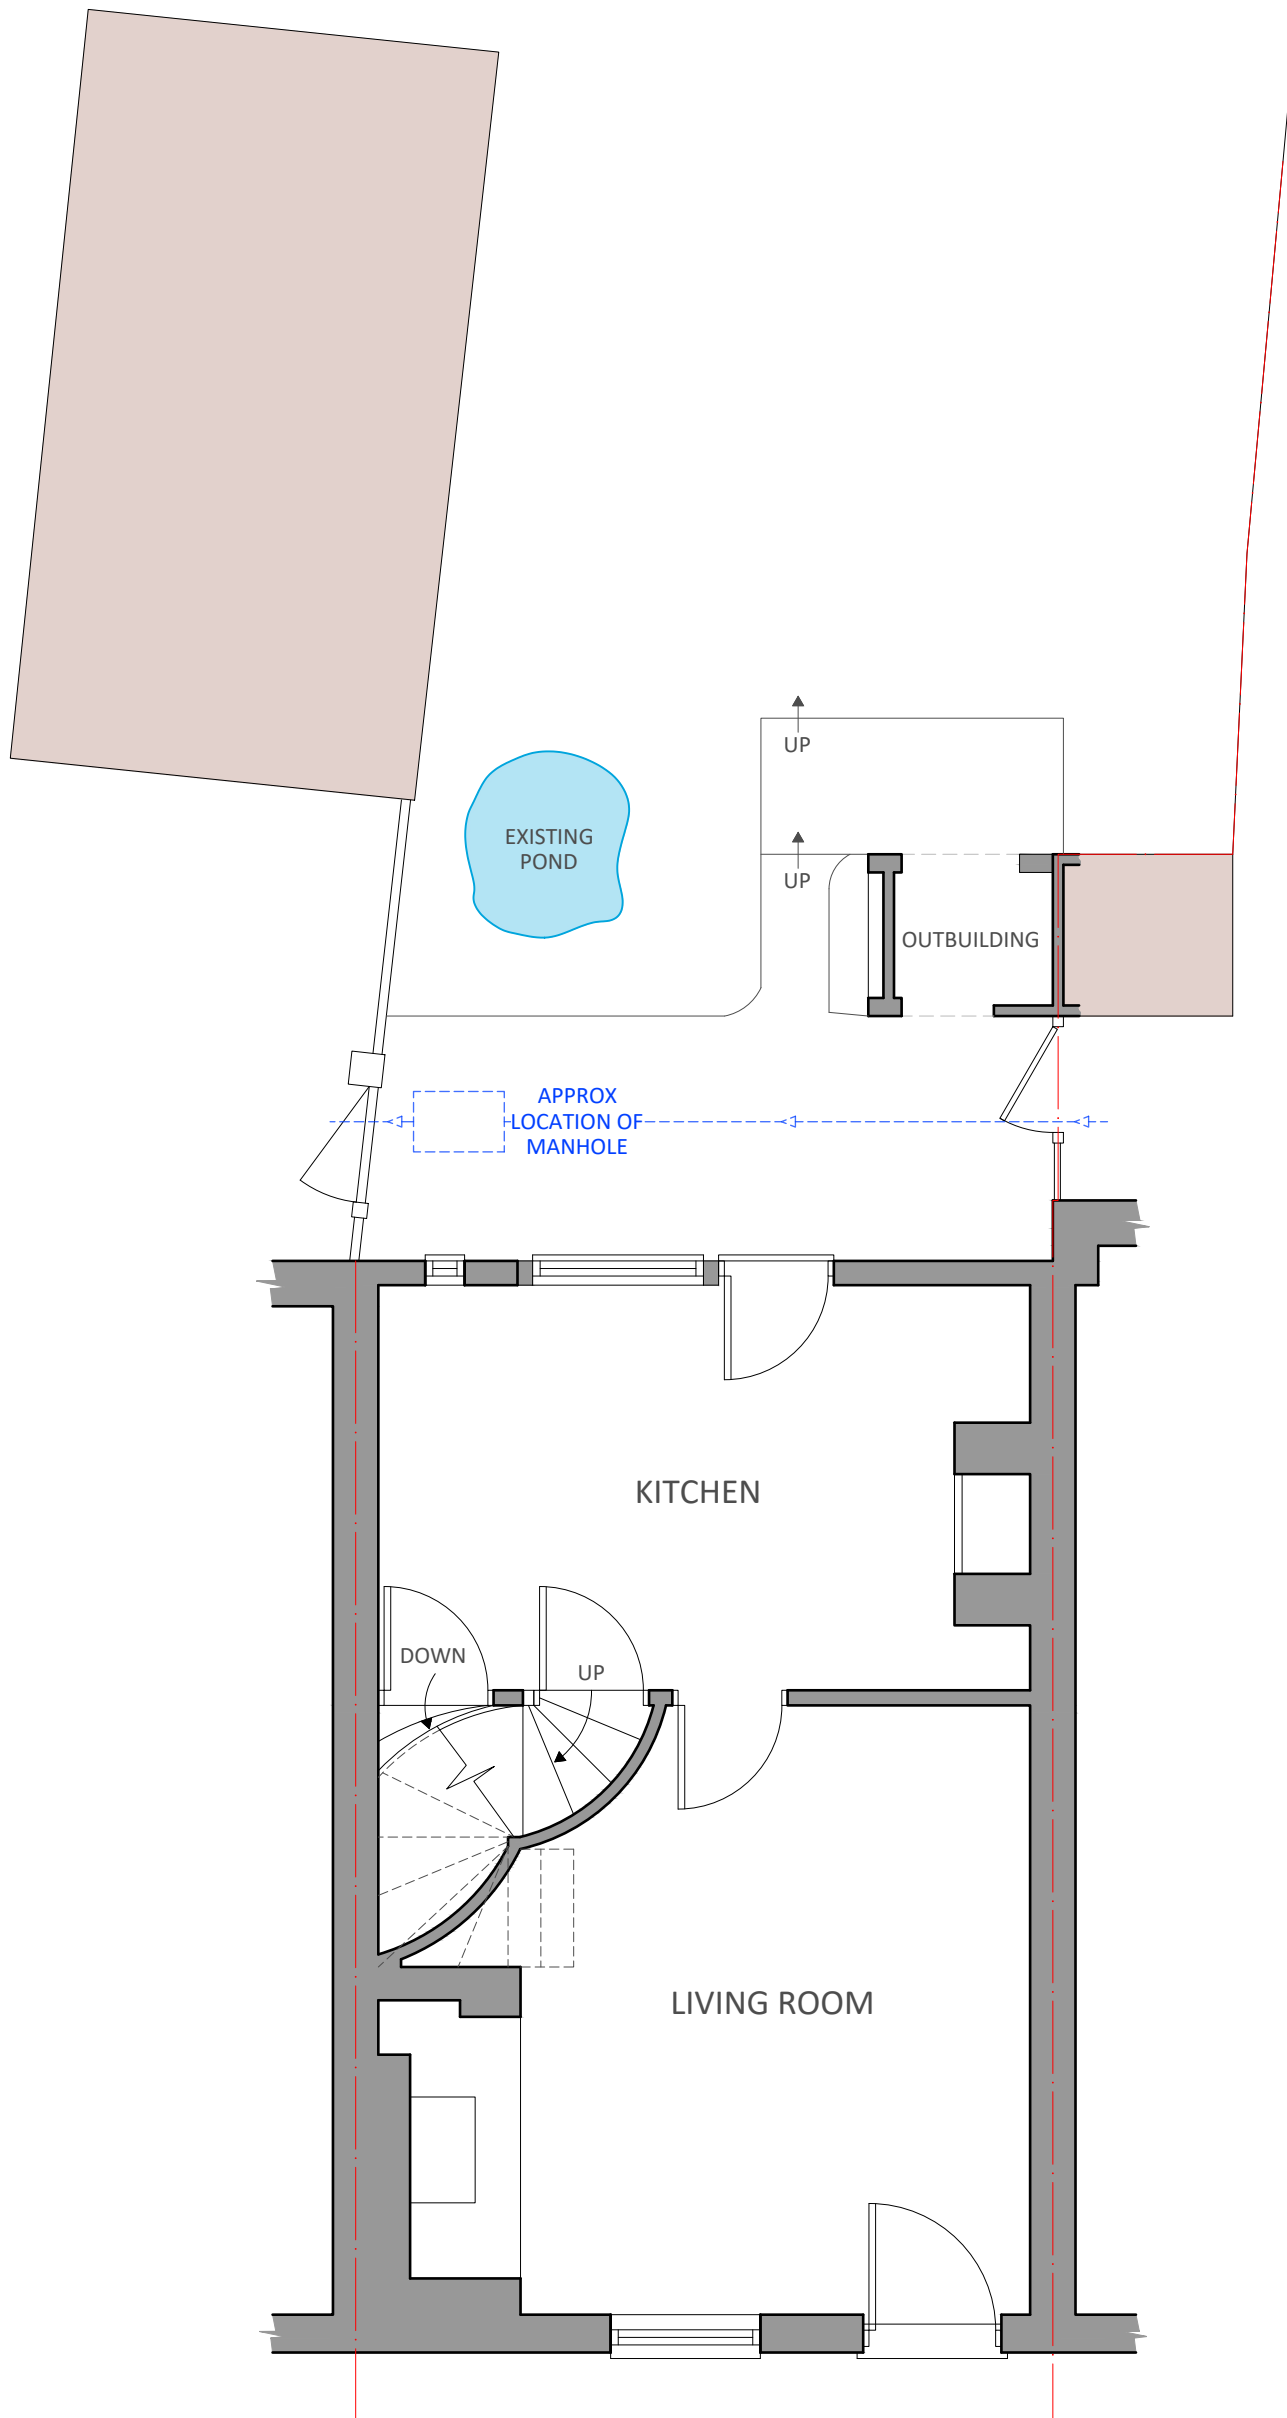 UP
EXISTING
POND
UP
OUTBUILDING
APPROX
LOCATION OF
MANHOLE
KITCHEN
DOWN
UP
LIVING ROOM